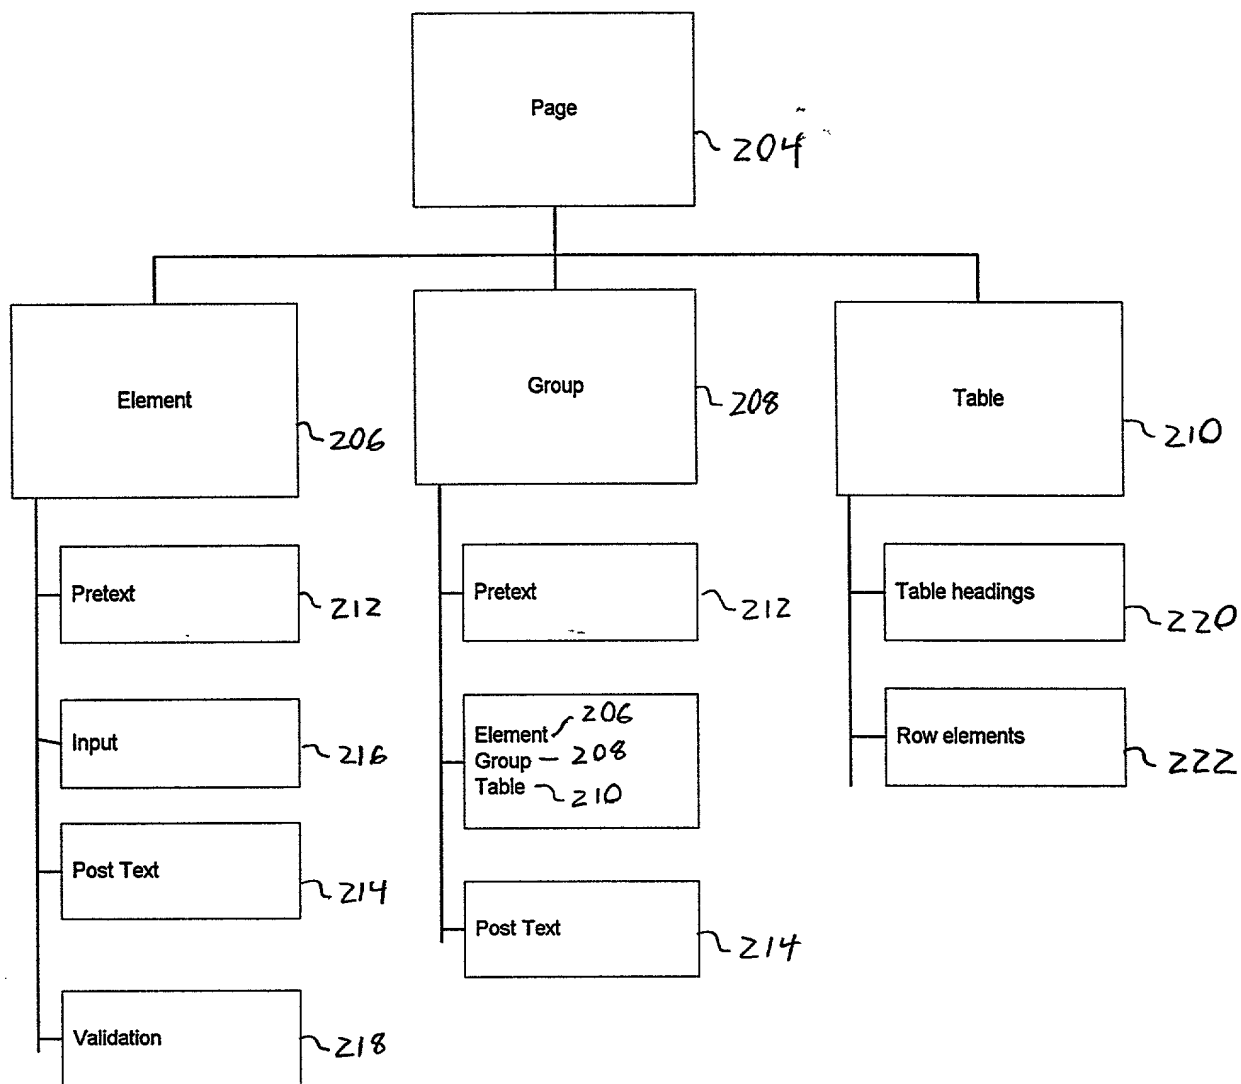 Page
204
Element
206
Group
208
Table
210
Pretext
212
Pretext
212
Table headings
220
Input
216
Element 206
Group 208
Table 210
Row elements
222
Post Text
214
Post Text
214
Validation
218